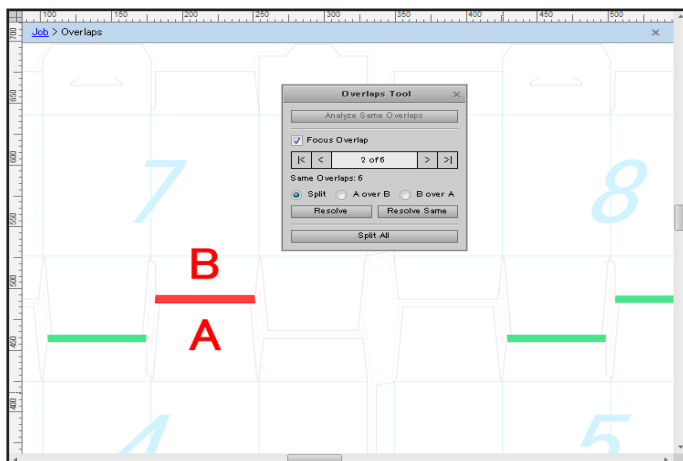 100 150 200 250 300 350 400 450 500
Job > Overlaps ×
700
650
600
550
500
450
400
Overlaps Tool ×
Analyze Same Overlaps
Focus Overlap
|< < 2 of 6 > >|
Same Overlaps: 6
Split A over B B over A
Resolve Resolve Same
Split All
7 8
B
A
4 5